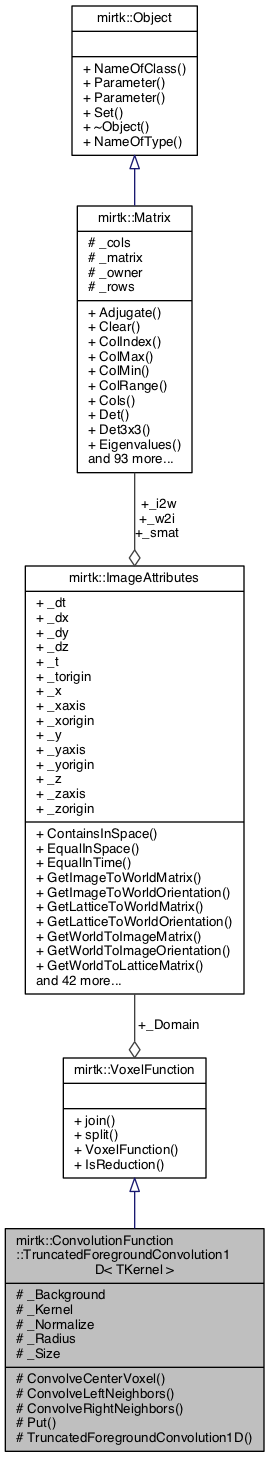 mirtk::Object
+ NameOfClass()
+ Parameter()
+ Parameter()
+ Set()
+ ~Object()
+ NameOfType()
mirtk::Matrix
# _cols
# _matrix
# _owner
# _rows
+ Adjugate()
+ Clear()
+ ColIndex()
+ ColMax()
+ ColMin()
+ ColRange()
+ Cols()
+ Det()
+ Det3x3()
+ Eigenvalues()
and 93 more...
+_i2w
+_w2i
+_smat
mirtk::ImageAttributes
+ _dt
+ _dx
+ _dy
+ _dz
+ _t
+ _torigin
+ _x
+ _xaxis
+ _xorigin
+ _y
+ _yaxis
+ _yorigin
+ _z
+ _zaxis
+ _zorigin
+ ContainsInSpace()
+ EqualInSpace()
+ EqualInTime()
+ GetImageToWorldMatrix()
+ GetImageToWorldOrientation()
+ GetLatticeToWorldMatrix()
+ GetLatticeToWorldOrientation()
+ GetWorldToImageMatrix()
+ GetWorldToImageOrientation()
+ GetWorldToLatticeMatrix()
and 42 more...
+_Domain
mirtk::VoxelFunction
+ join()
+ split()
+ VoxelFunction()
+ IsReduction()
mirtk::ConvolutionFunction
::TruncatedForegroundConvolution1
D< TKernel >
# _Background
# _Kernel
# _Normalize
# _Radius
# _Size
# ConvolveCenterVoxel()
# ConvolveLeftNeighbors()
# ConvolveRightNeighbors()
# Put()
# TruncatedForegroundConvolution1D()